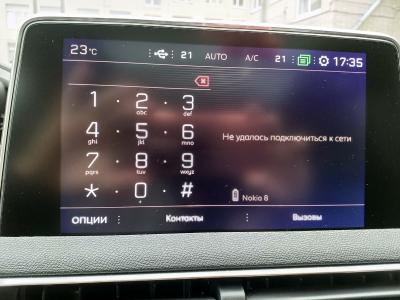 23°C 21 AUTO A/C 21 17:35
1 · 2 · 3
abc def
4 · 5 · 6
ghi jkl mno
7 · 8 · 9
pqrs tuv wxyz
Не удалось подключиться к сети
* · 0 · #
+
Nokia 8
ОПЦИИ Контакты Вызовы